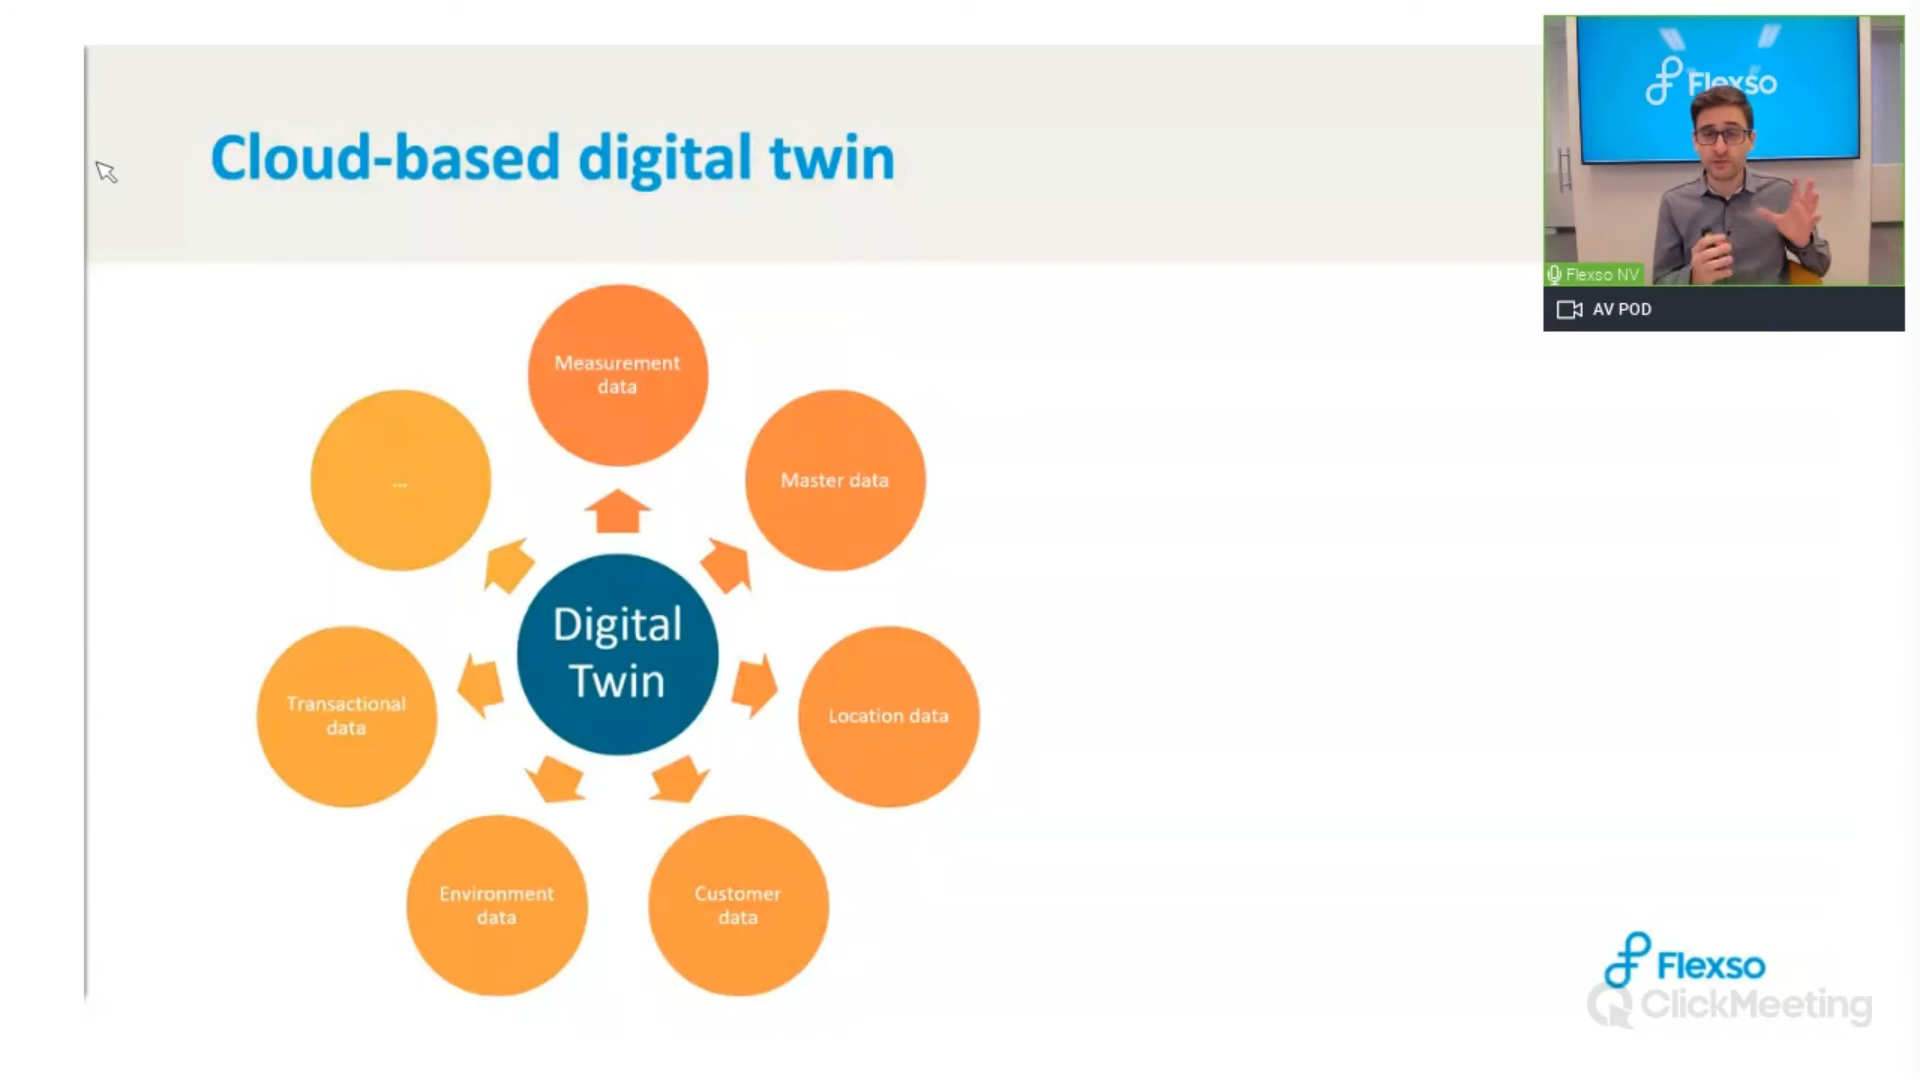 Cloud-based digital twin
Flexso
Flexso NV
AV POD
Measurement
data
...
Master data
Digital
Twin
Transactional
data
Location data
Environment
data
Customer
data
Flexso
ClickMeeting